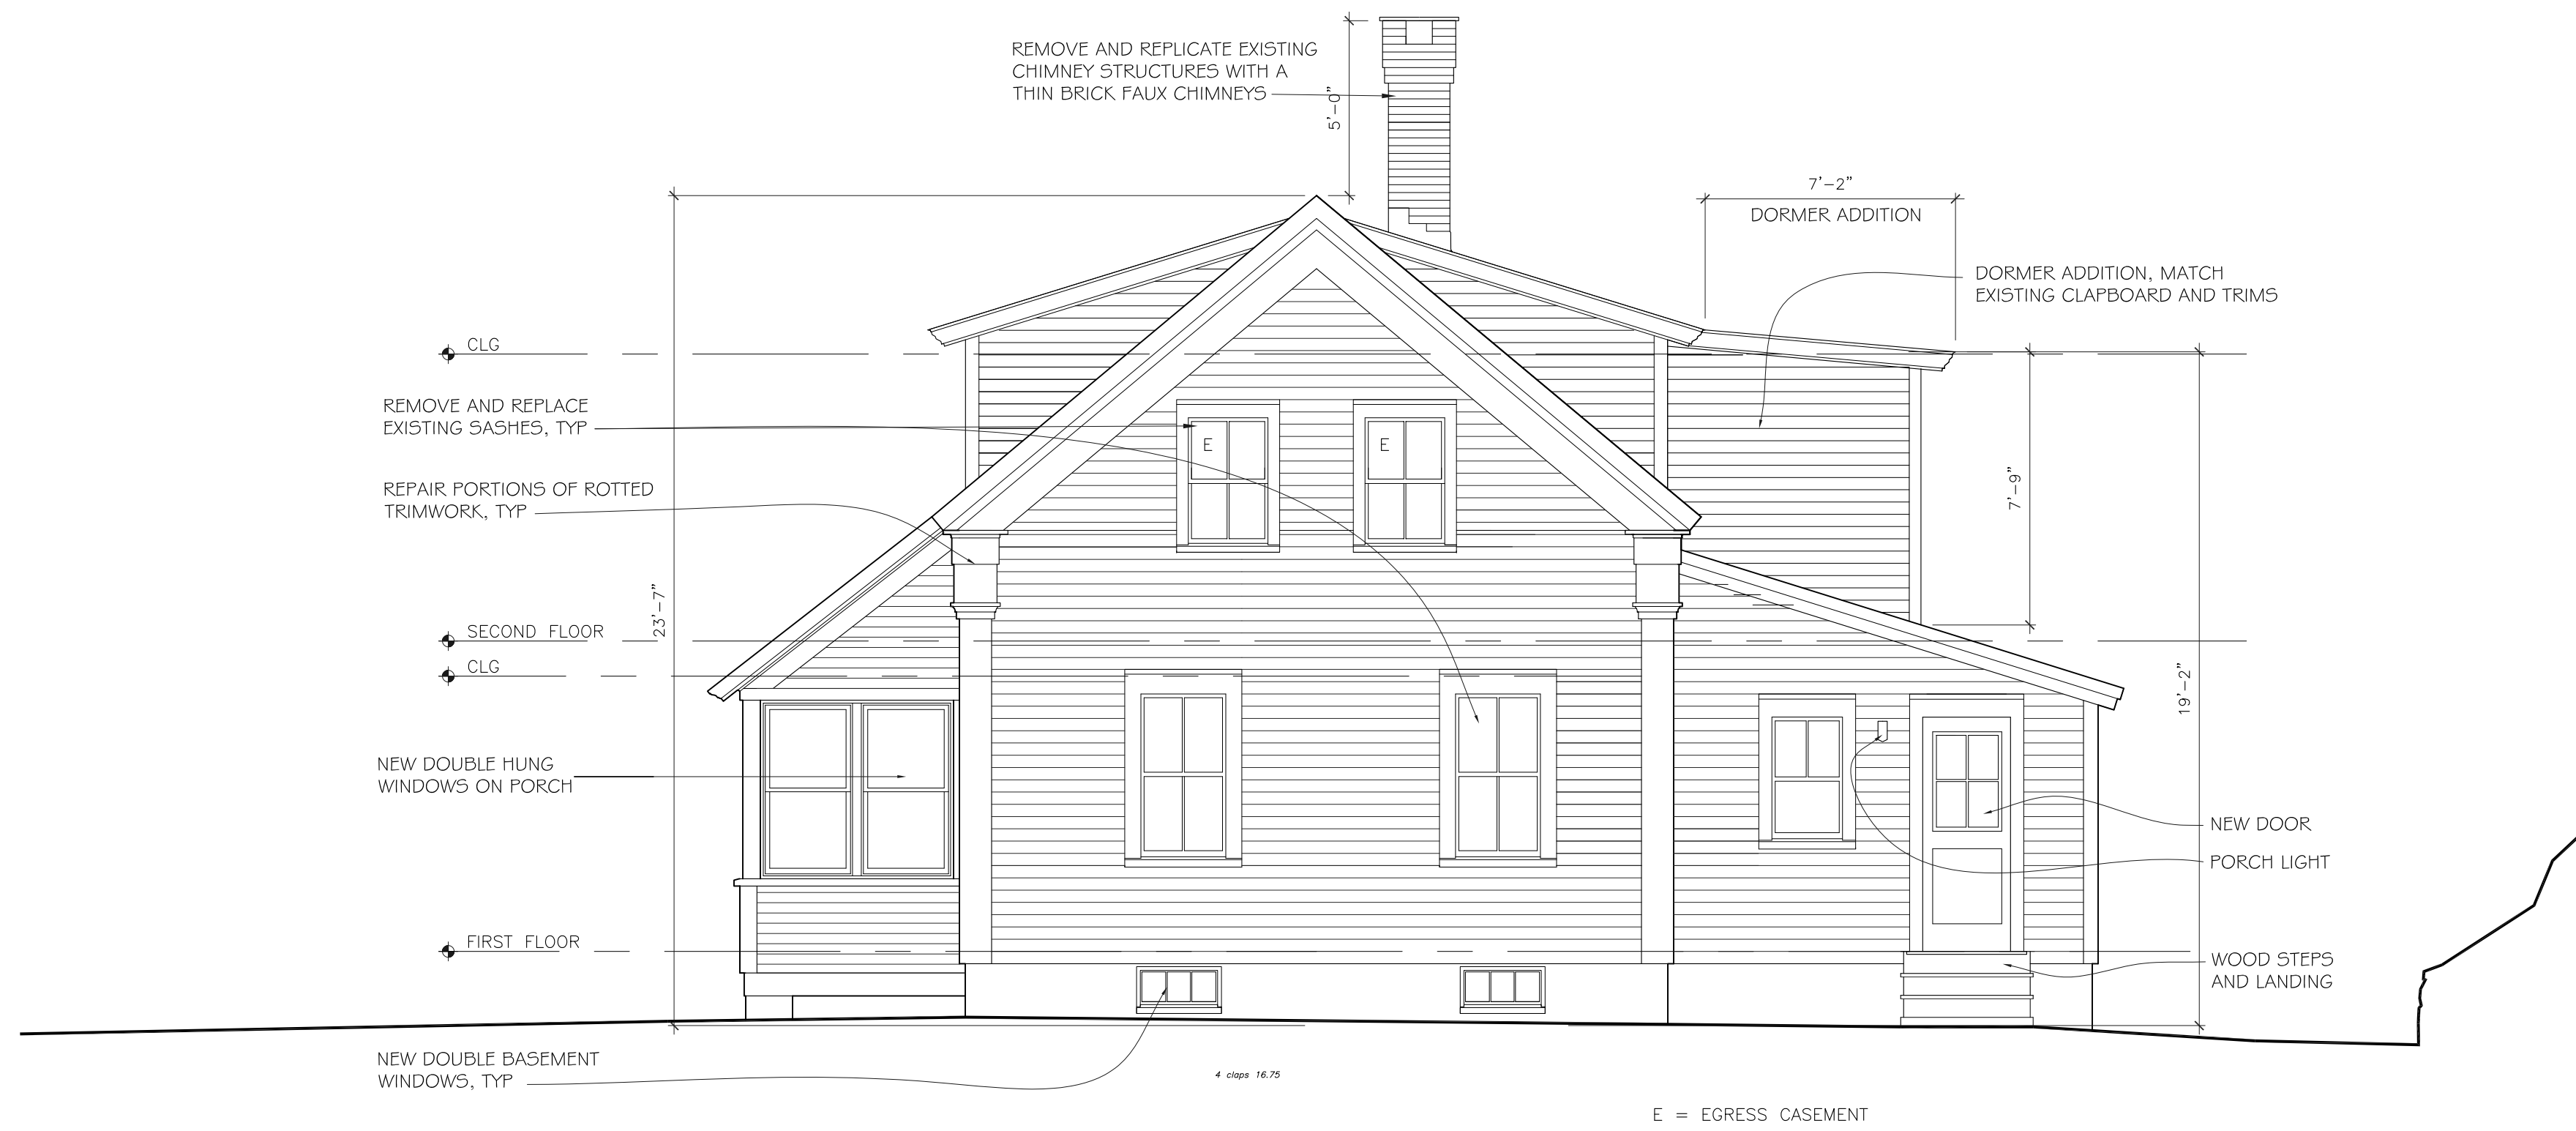 REMOVE AND REPLICATE EXISTING
CHIMNEY STRUCTURES WITH A
THIN BRICK FAUX CHIMNEYS
5'-0"
7'-2"
DORMER ADDITION
DORMER ADDITION, MATCH
EXISTING CLAPBOARD AND TRIMS
CLG
REMOVE AND REPLACE
EXISTING SASHES, TYP
E
E
REPAIR PORTIONS OF ROTTED
TRIMWORK, TYP
7'-9"
23'-7"
SECOND FLOOR
CLG
19'-2"
NEW DOUBLE HUNG
WINDOWS ON PORCH
NEW DOOR
PORCH LIGHT
FIRST FLOOR
WOOD STEPS
AND LANDING
NEW DOUBLE BASEMENT
WINDOWS, TYP
4 claps 16.75
E = EGRESS CASEMENT